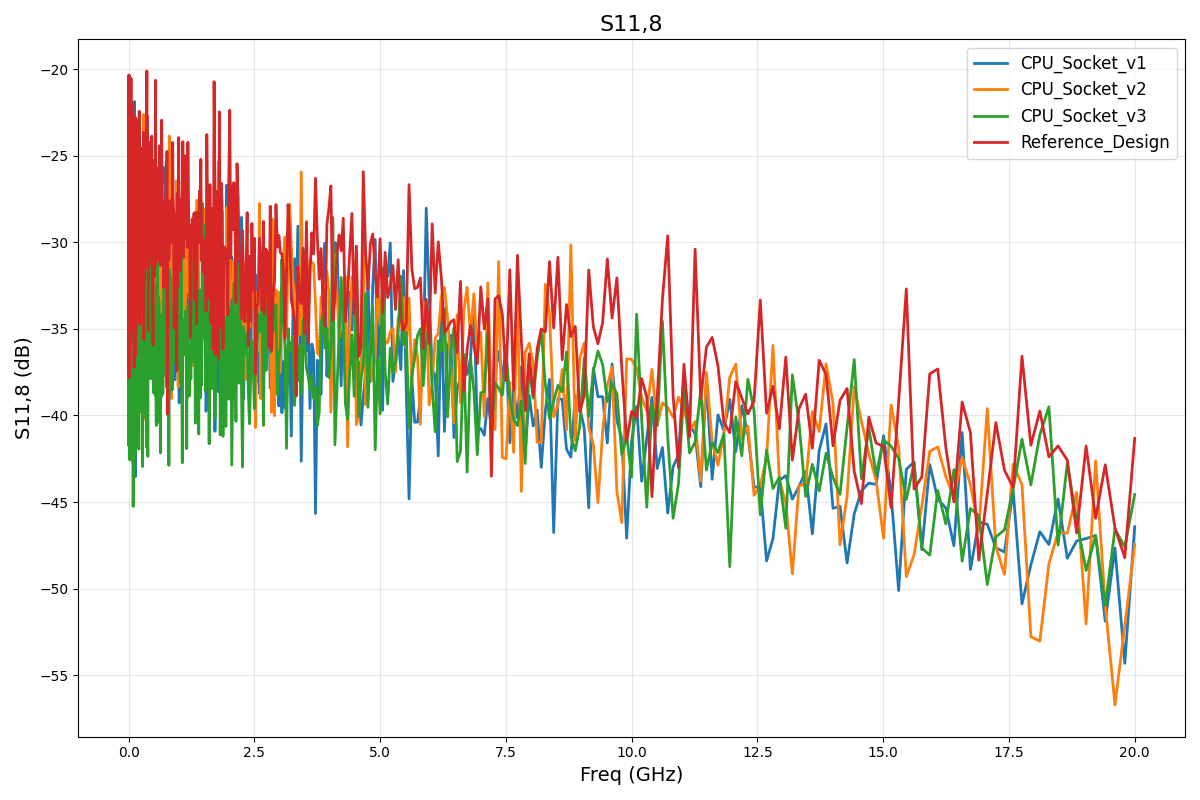 S11,8
CPU_Socket_v1
CPU_Socket_v2
CPU_Socket_v3
Reference_Design
S11,8 (dB)
−20
−25
−30
−35
−40
−45
−50
−55
0.0 2.5 5.0 7.5 10.0 12.5 15.0 17.5 20.0
Freq (GHz)